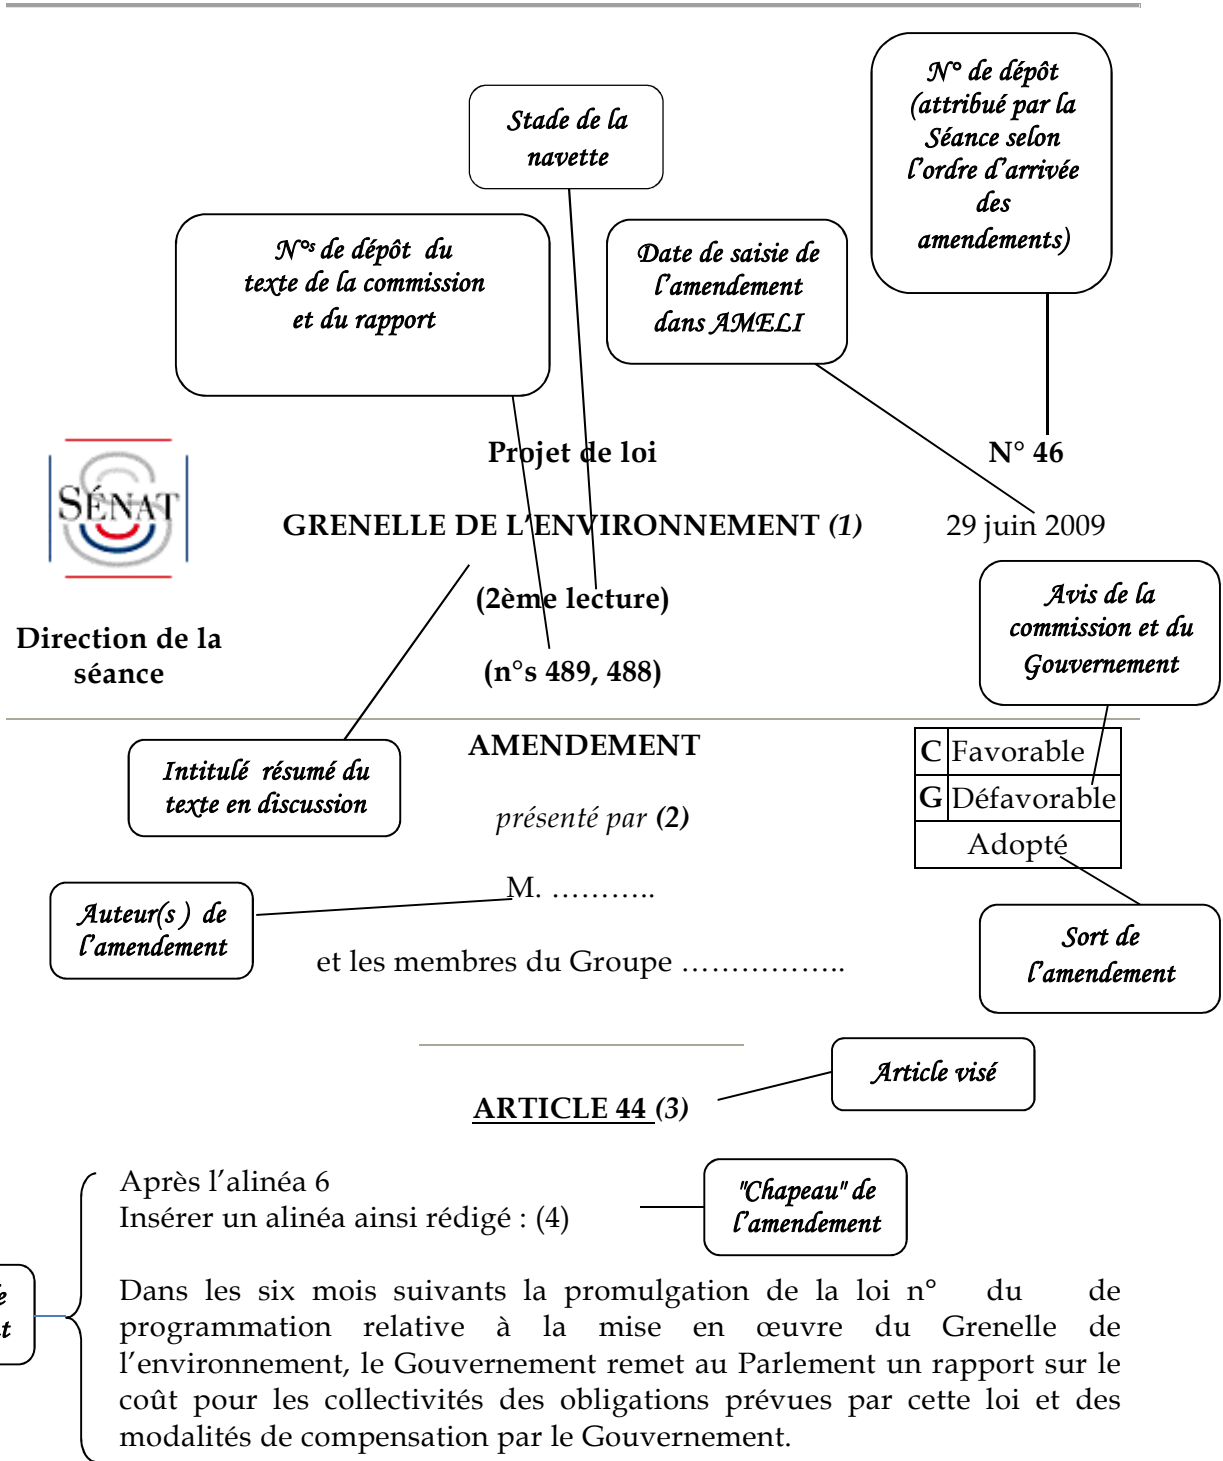 N° de dépôt
(attribué par la
Séance selon
l'ordre d'arrivée
des
amendements)
Stade de la
navette
N°s de dépôt du
texte de la commission
et du rapport
Date de saisie de
l'amendement
dans AMELI
Projet de loi
N° 46
SÉNAT
GRENELLE DE L'ENVIRONNEMENT (1)
29 juin 2009
(2ème lecture)
Avis de la
commission et du
Gouvernement
Direction de la
séance
(n°s 489, 488)
AMENDEMENT
C Favorable
G Défavorable
Adopté
Intitulé résumé du
texte en discussion
présenté par (2)
M. ………..
Auteur(s ) de
l'amendement
et les membres du Groupe ……………..
Sort de
l'amendement
Article visé
ARTICLE 44 (3)
Après l'alinéa 6
Insérer un alinéa ainsi rédigé : (4)
"Chapeau" de
l'amendement
Dans les six mois suivants la promulgation de la loi n° du de
programmation relative à la mise en œuvre du Grenelle de
l'environnement, le Gouvernement remet au Parlement un rapport sur le
coût pour les collectivités des obligations prévues par cette loi et des
modalités de compensation par le Gouvernement.